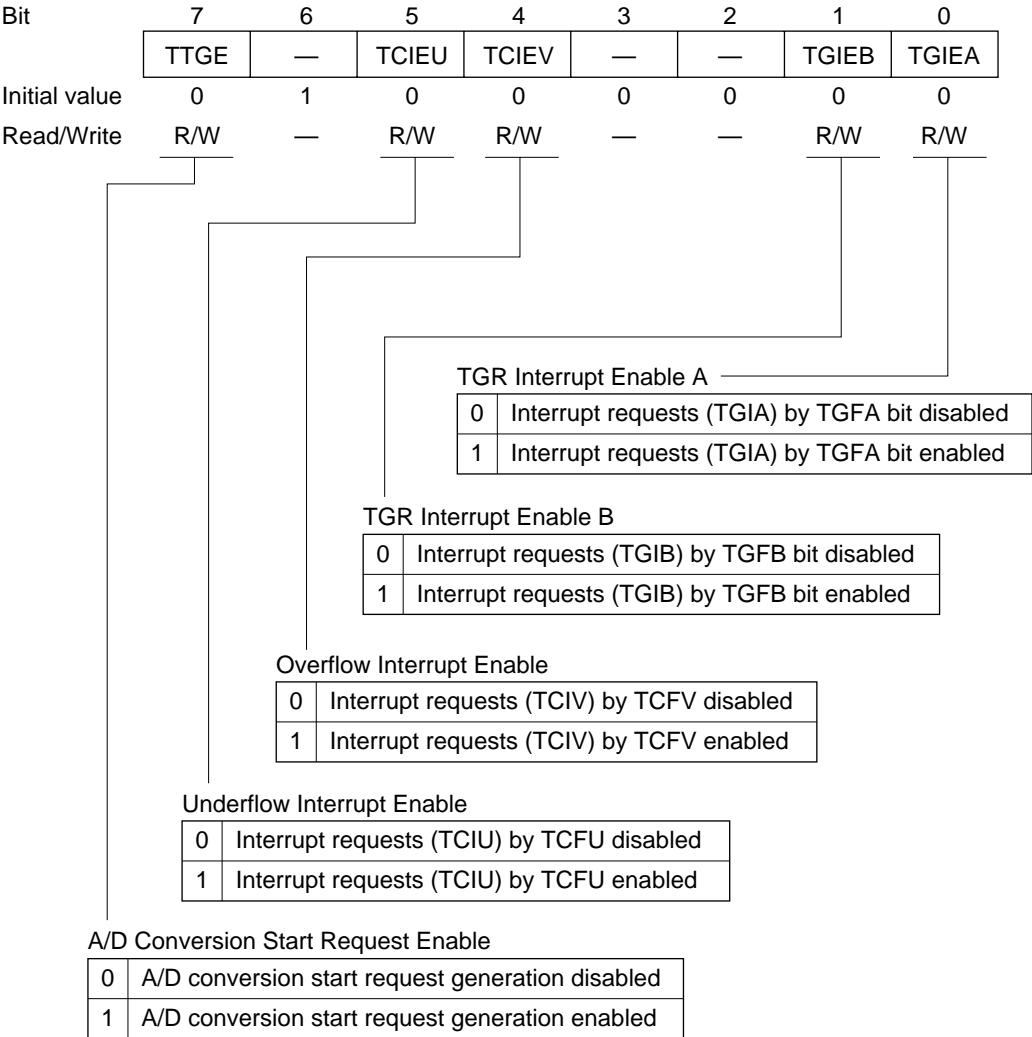 Bit 7 6 5 4 3 2 1 0
TTGE — TCIEU TCIEV — — TGIEB TGIEA
Initial value 0 1 0 0 0 0 0 0
Read/Write R/W — R/W R/W — — R/W R/W
TGR Interrupt Enable A
0 Interrupt requests (TGIA) by TGFA bit disabled
1 Interrupt requests (TGIA) by TGFA bit enabled
TGR Interrupt Enable B
0 Interrupt requests (TGIB) by TGFB bit disabled
1 Interrupt requests (TGIB) by TGFB bit enabled
Overflow Interrupt Enable
0 Interrupt requests (TCIV) by TCFV disabled
1 Interrupt requests (TCIV) by TCFV enabled
Underflow Interrupt Enable
0 Interrupt requests (TCIU) by TCFU disabled
1 Interrupt requests (TCIU) by TCFU enabled
A/D Conversion Start Request Enable
0 A/D conversion start request generation disabled
1 A/D conversion start request generation enabled